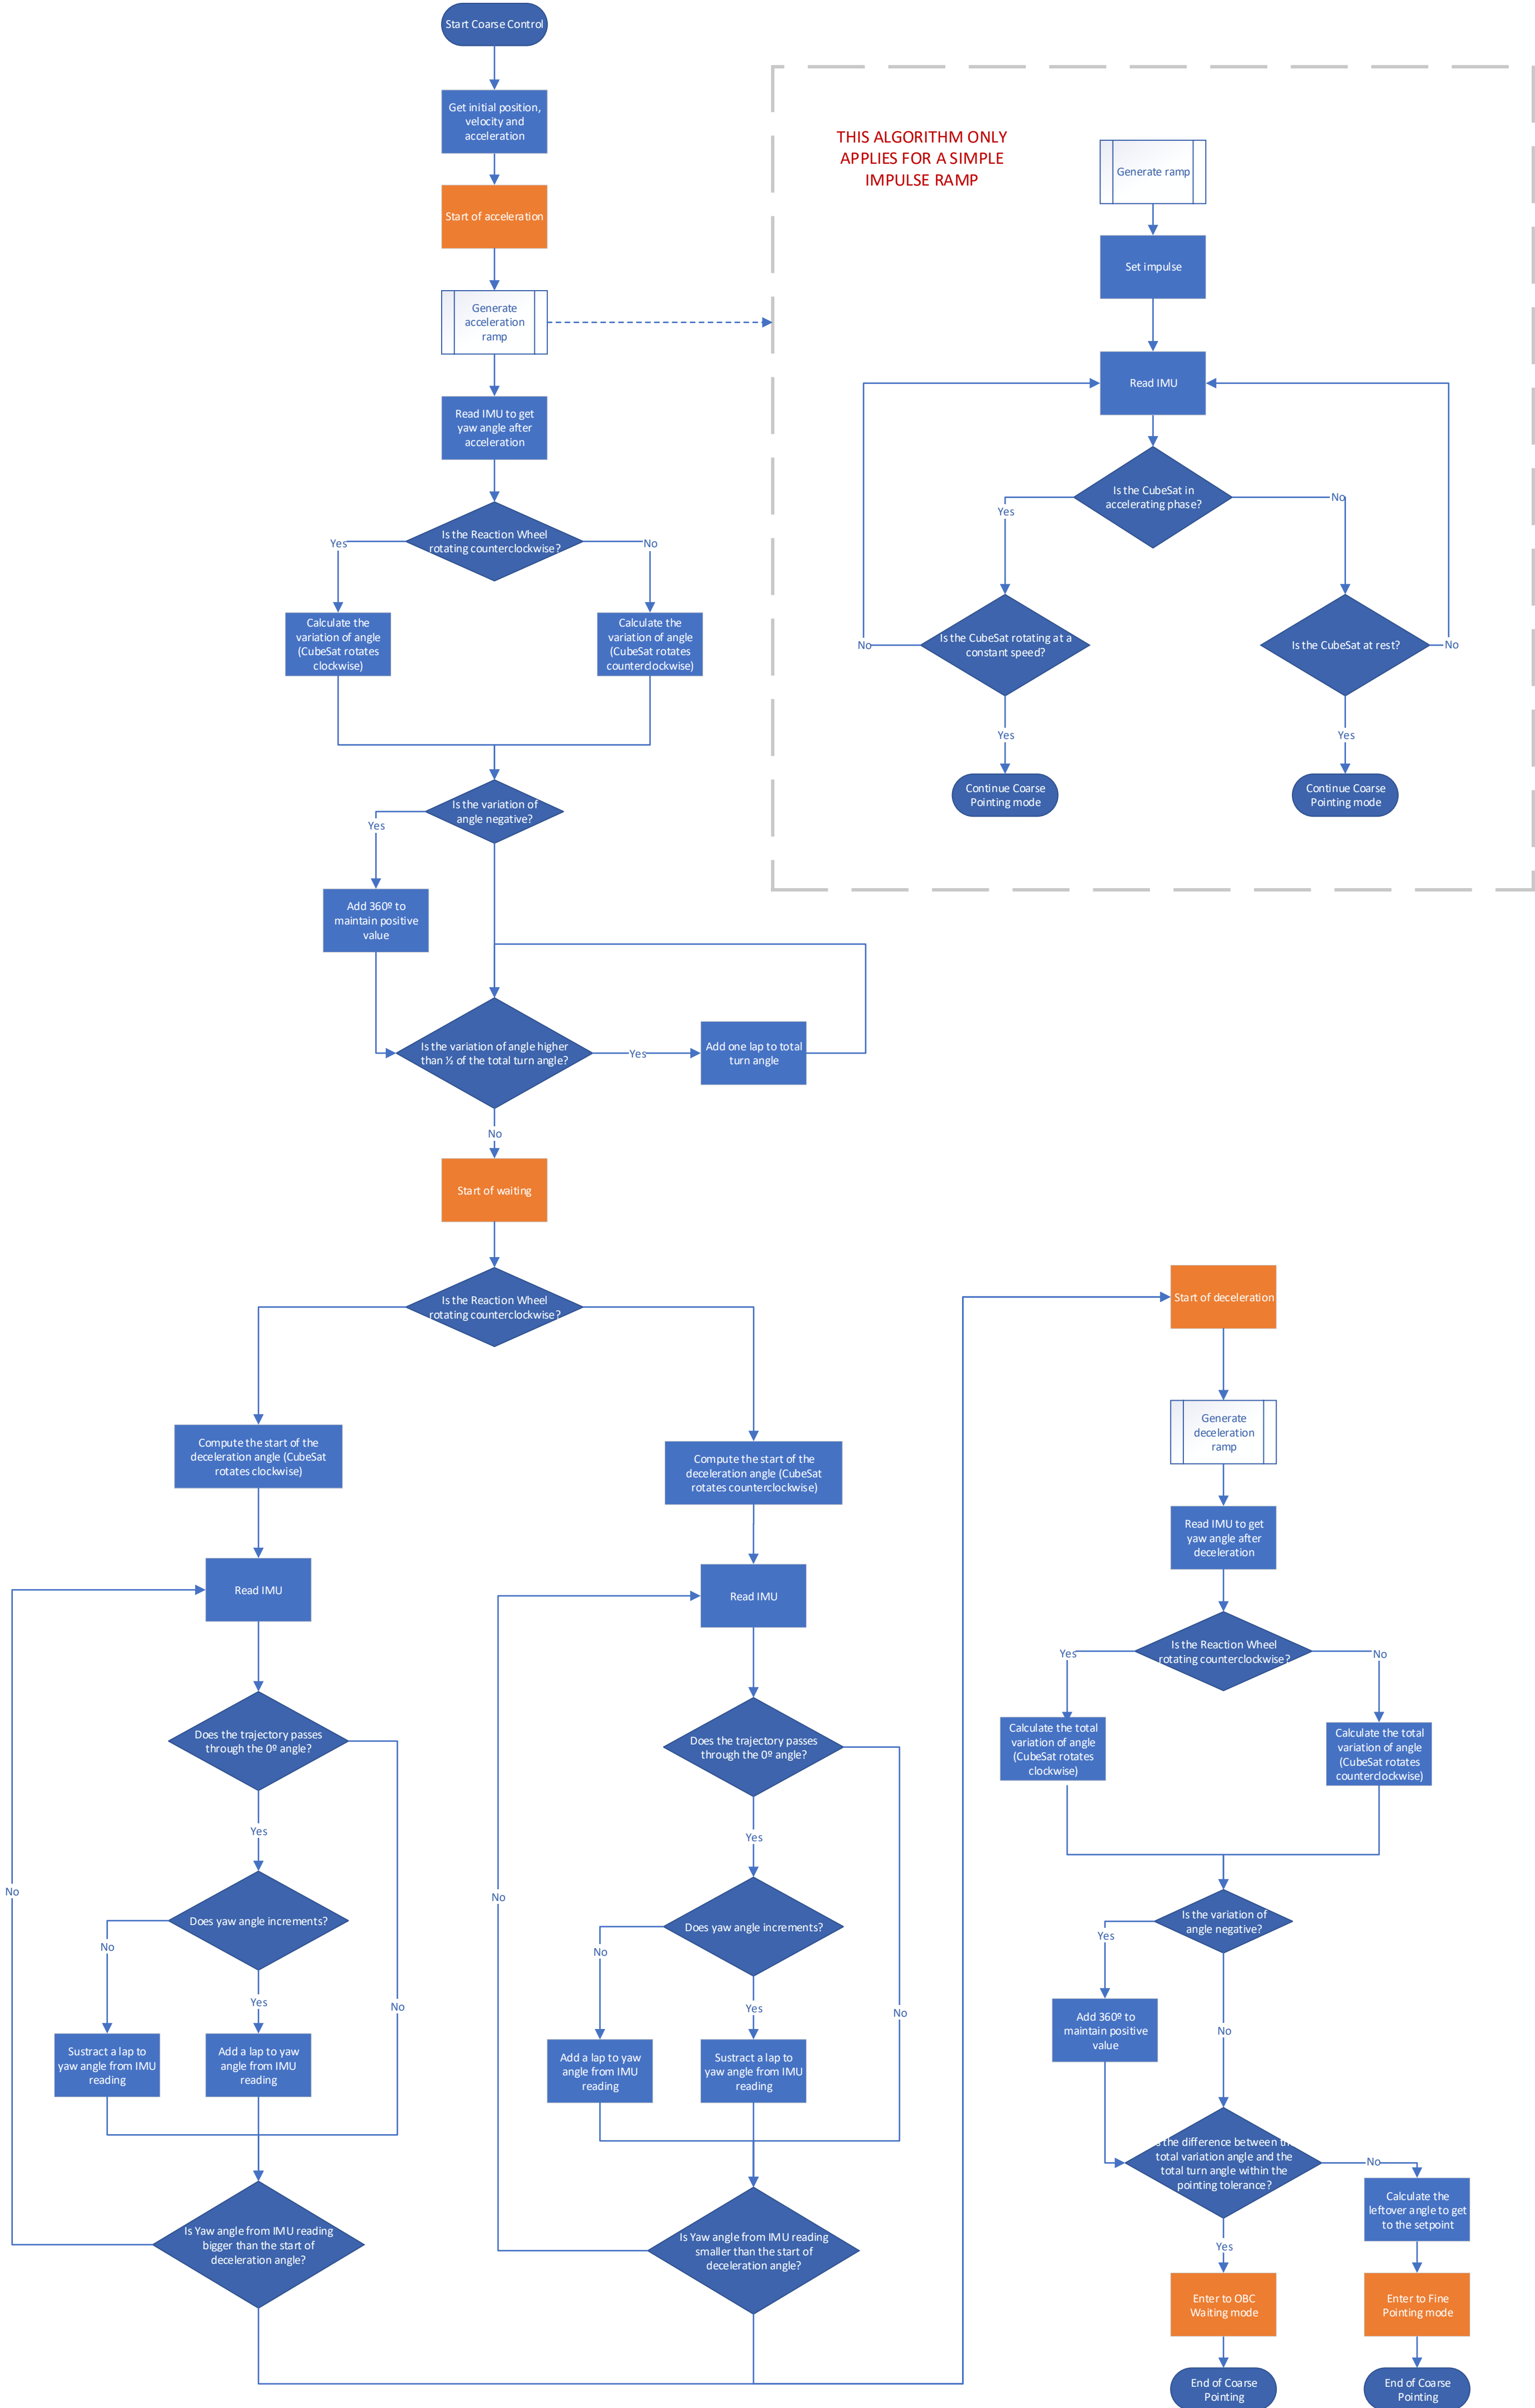 Start Coarse Control
Get initial position,
velocity and
acceleration
Start of acceleration
Generate
acceleration
ramp
Read IMU to get
yaw angle after
acceleration
Is the Reaction Wheel
rotating counterclockwise?
Yes
No
Calculate the
variation of angle
(CubeSat rotates
clockwise)
Calculate the
variation of angle
(CubeSat rotates
counterclockwise)
Is the variation of
angle negative?
Yes
Add 360º to
maintain positive
value
Is the variation of angle higher
than ½ of the total turn angle?
Yes
Add one lap to total
turn angle
No
Start of waiting
THIS ALGORITHM ONLY
APPLIES FOR A SIMPLE
IMPULSE RAMP
Generate ramp
Set impulse
Read IMU
Is the CubeSat in
accelerating phase?
Yes
No
Is the CubeSat rotating at a
constant speed?
No
Is the CubeSat at rest?
No
Yes
Yes
Continue Coarse
Pointing mode
Continue Coarse
Pointing mode
Is the Reaction Wheel
rotating counterclockwise?
Compute the start of the
deceleration angle (CubeSat
rotates clockwise)
Read IMU
Does the trajectory passes
through the 0º angle?
Yes
No
Does yaw angle increments?
No
Yes
No
Sustract a lap to
yaw angle from IMU
reading
Add a lap to yaw
angle from IMU
reading
Is Yaw angle from IMU reading
bigger than the start of
deceleration angle?
Compute the start of the
deceleration angle (CubeSat
rotates counterclockwise)
Read IMU
Does the trajectory passes
through the 0º angle?
Yes
No
Does yaw angle increments?
No
Yes
No
Add a lap to yaw
angle from IMU
reading
Sustract a lap to
yaw angle from IMU
reading
Is Yaw angle from IMU reading
smaller than the start of
deceleration angle?
Start of deceleration
Generate
deceleration
ramp
Read IMU to get
yaw angle after
deceleration
Is the Reaction Wheel
rotating counterclockwise?
Yes
No
Calculate the total
variation of angle
(CubeSat rotates
clockwise)
Calculate the total
variation of angle
(CubeSat rotates
counterclockwise)
Is the variation of
angle negative?
Yes
Add 360º to
maintain positive
value
No
the difference between
total variation angle and the
total turn angle within the
pointing tolerance?
No
Calculate the
leftover angle to get
to the setpoint
Yes
Enter to OBC
Waiting mode
Enter to Fine
Pointing mode
End of Coarse
Pointing
End of Coarse
Pointing